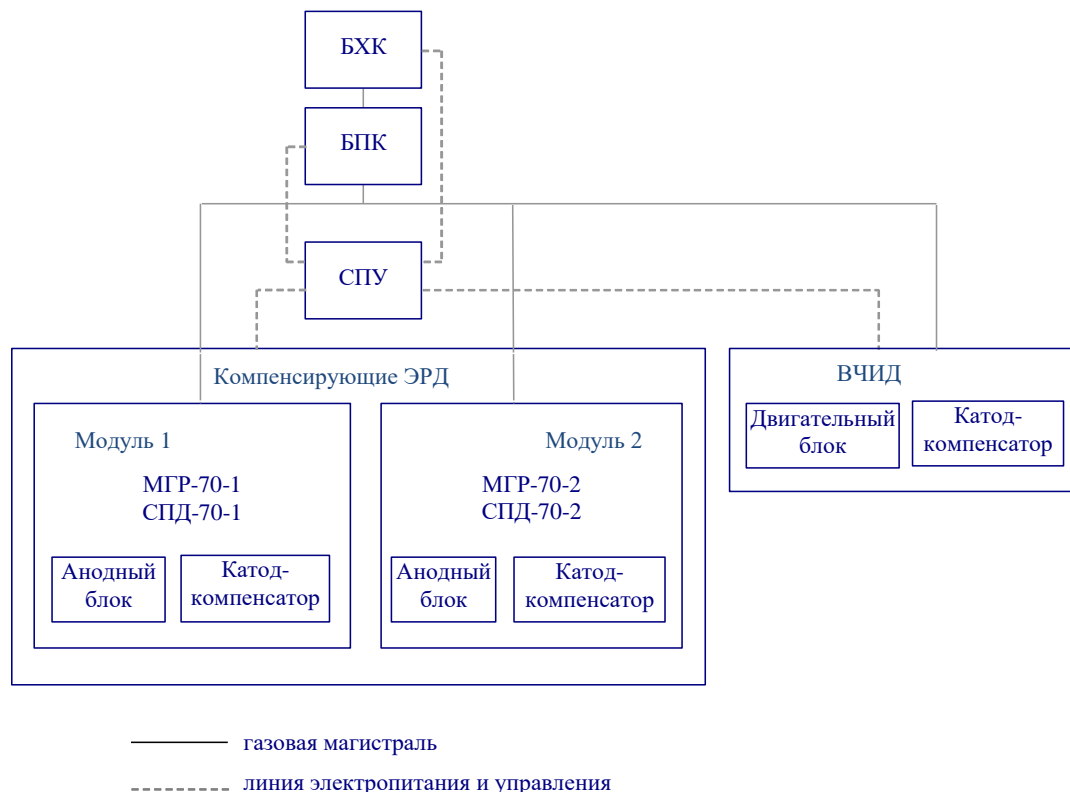 БХК
БПК
СПУ
Компенсирующие ЭРД
ВЧИД
Двигательный
блок
Катод-
компенсатор
Модуль 1
Модуль 2
МГР-70-1
СПД-70-1
МГР-70-2
СПД-70-2
Анодный
блок
Катод-
компенсатор
Анодный
блок
Катод-
компенсатор
газовая магистраль
линия электропитания и управления